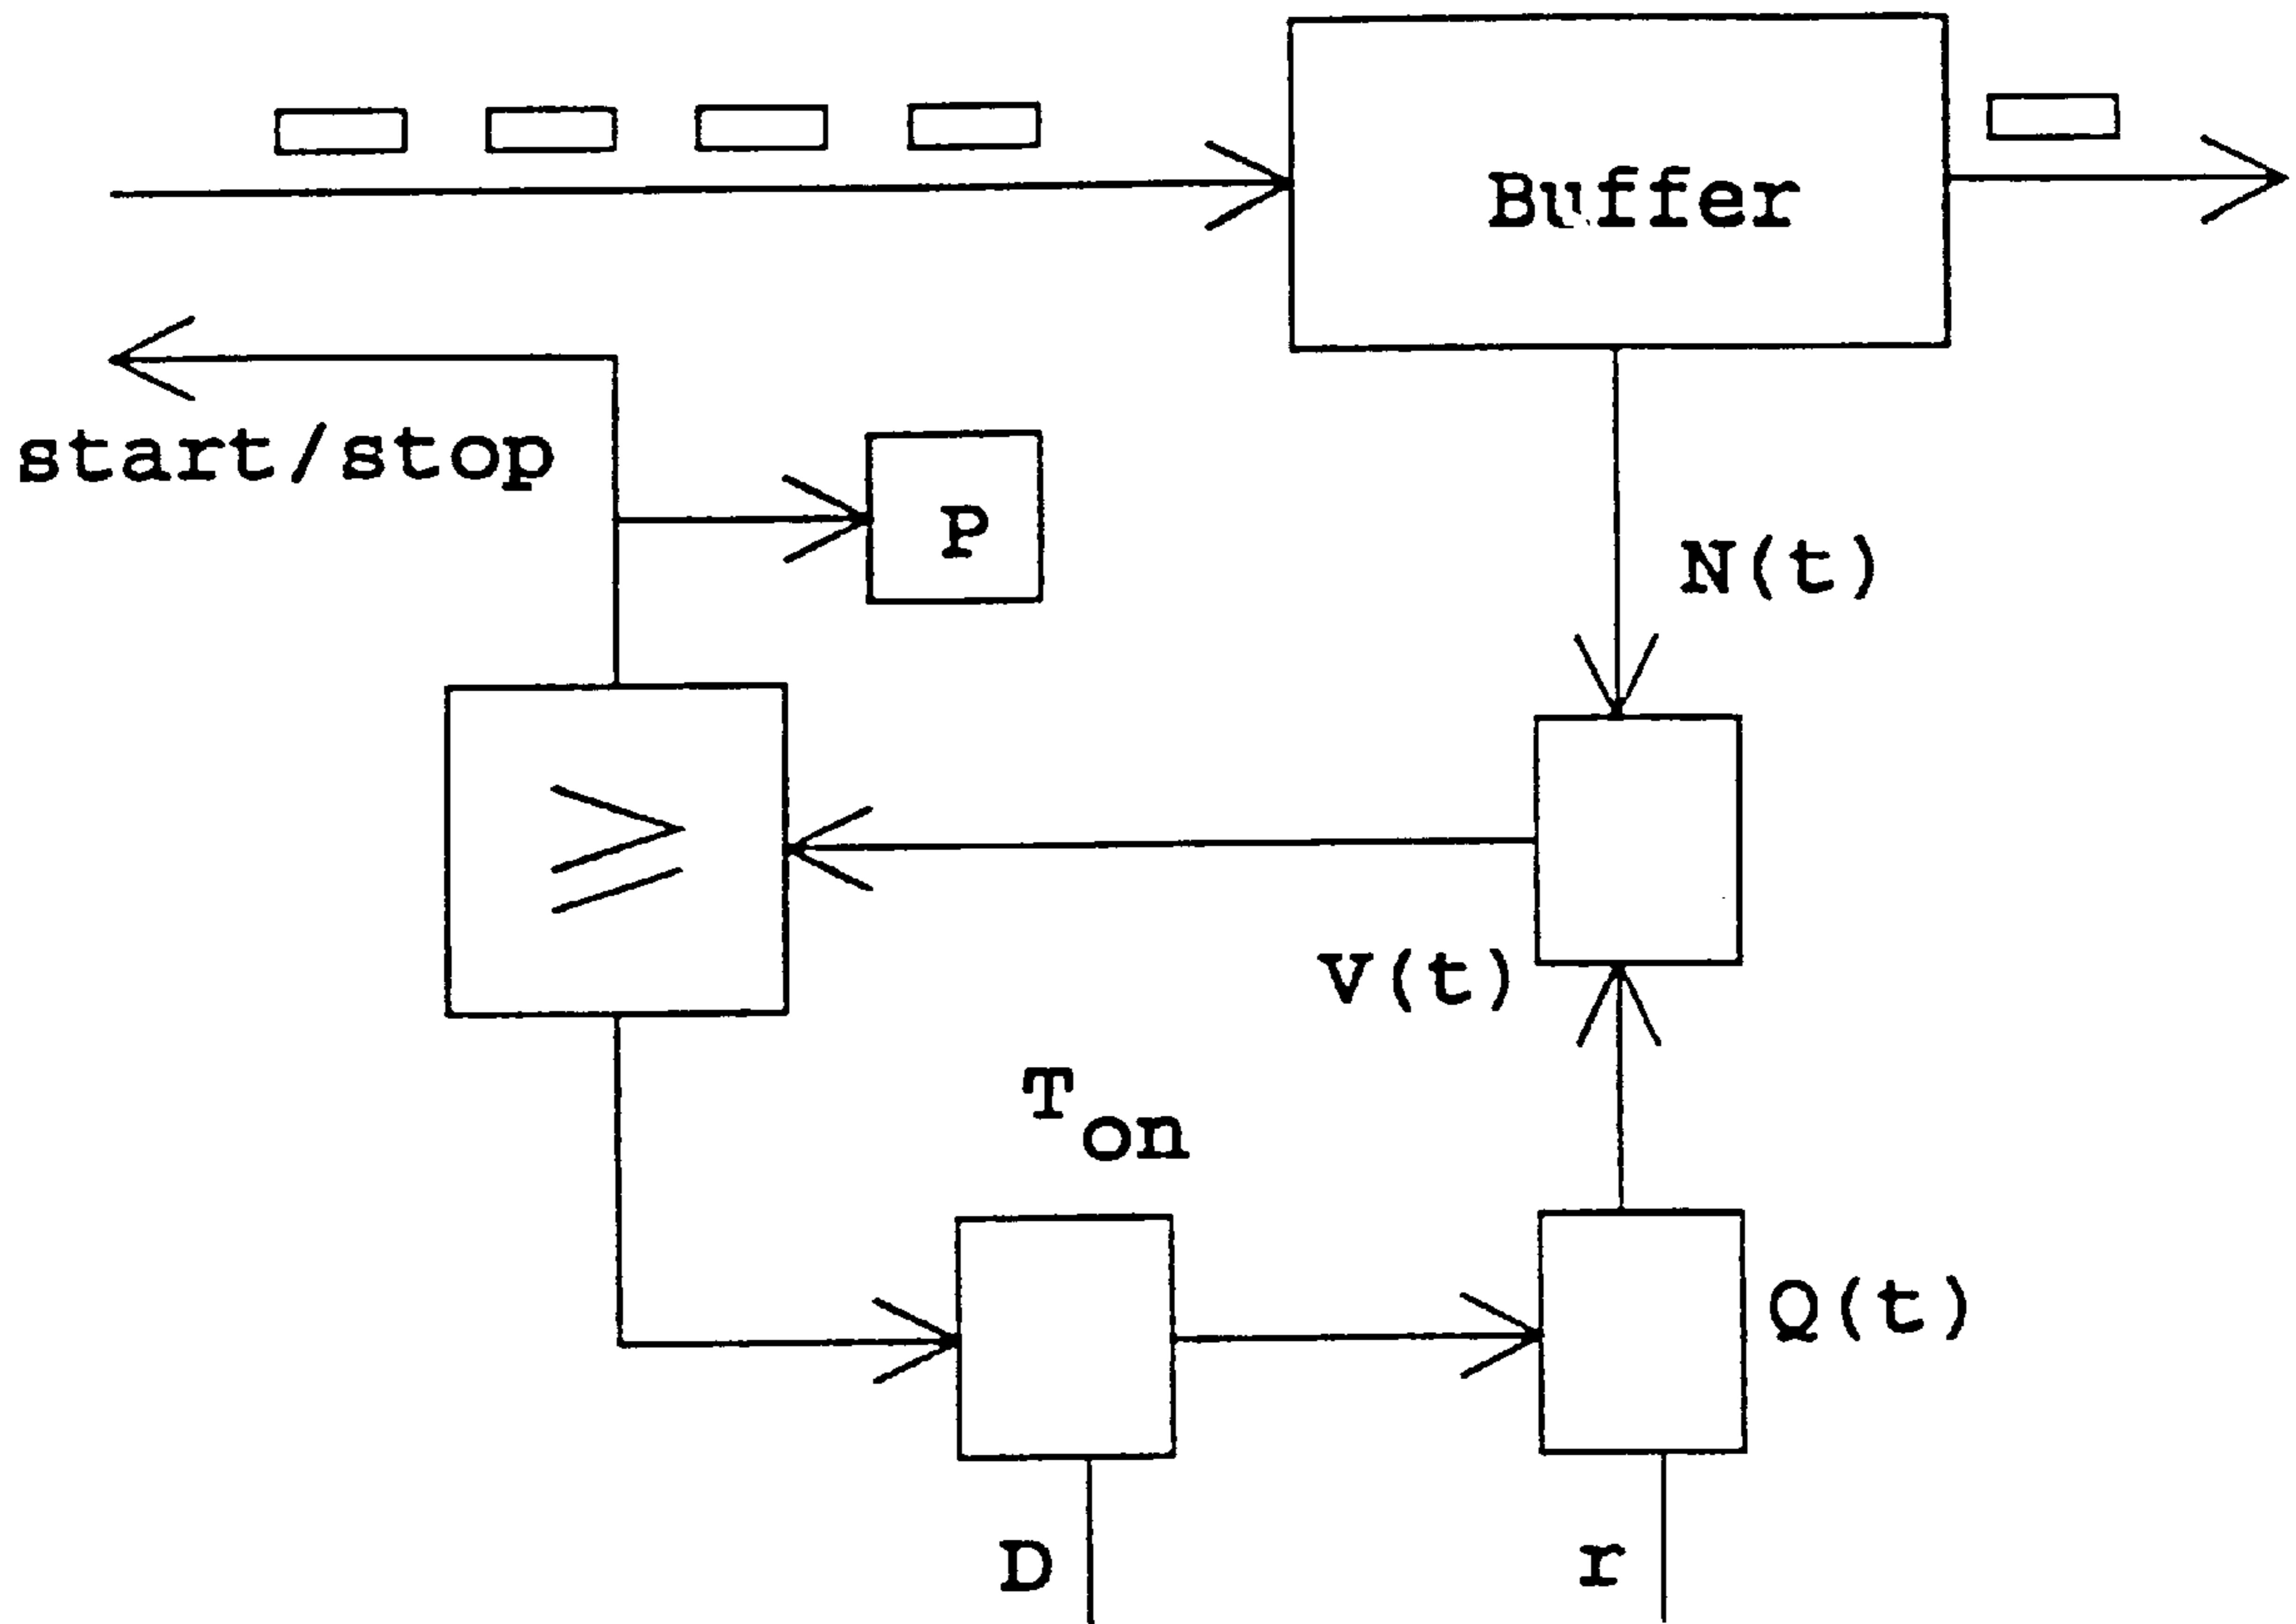 Buffer
start/stop
P
N(t)
≥
V(t)
T on
Q(t)
D
r